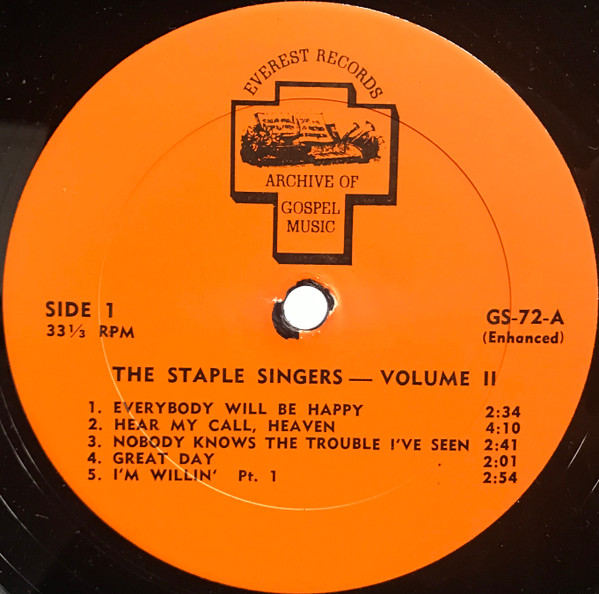 EVEREST RECORDS
ARCHIVE OF
GOSPEL
MUSIC
SIDE 1
33⅓ RPM
GS-72-A
(Enhanced)
THE STAPLE SINGERS — VOLUME II
1. EVERYBODY WILL BE HAPPY 2:34
2. HEAR MY CALL, HEAVEN 4:10
3. NOBODY KNOWS THE TROUBLE I'VE SEEN 2:41
4. GREAT DAY 2:01
5. I'M WILLIN' Pt. 1 2:54